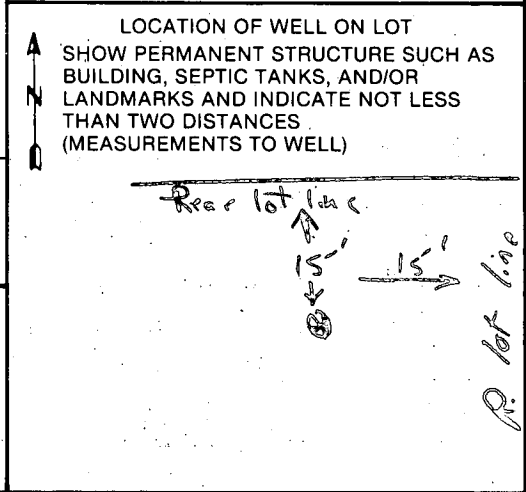 LOCATION OF WELL ON LOT
SHOW PERMANENT STRUCTURE SUCH AS
BUILDING, SEPTIC TANKS, AND/OR
N LANDMARKS AND INDICATE NOT LESS
THAN TWO DISTANCES
(MEASUREMENTS TO WELL)
Rear lot line
15' 15'
R. lot line